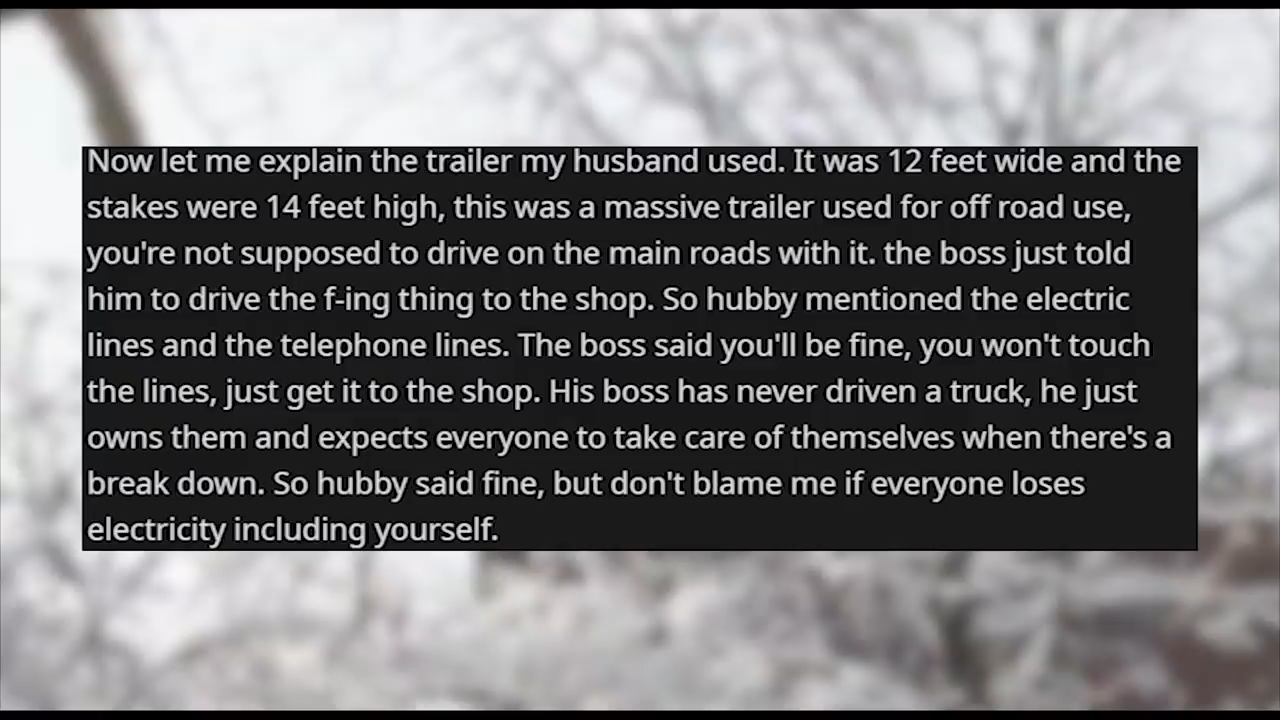 Now let me explain the trailer my husband used. It was 12 feet wide and the
stakes were 14 feet high, this was a massive trailer used for off road use,
you're not supposed to drive on the main roads with it. the boss just told
him to drive the f-ing thing to the shop. So hubby mentioned the electric
lines and the telephone lines. The boss said you'll be fine, you won't touch
the lines, just get it to the shop. His boss has never driven a truck, he just
owns them and expects everyone to take care of themselves when there's a
break down. So hubby said fine, but don't blame me if everyone loses
electricity including yourself.